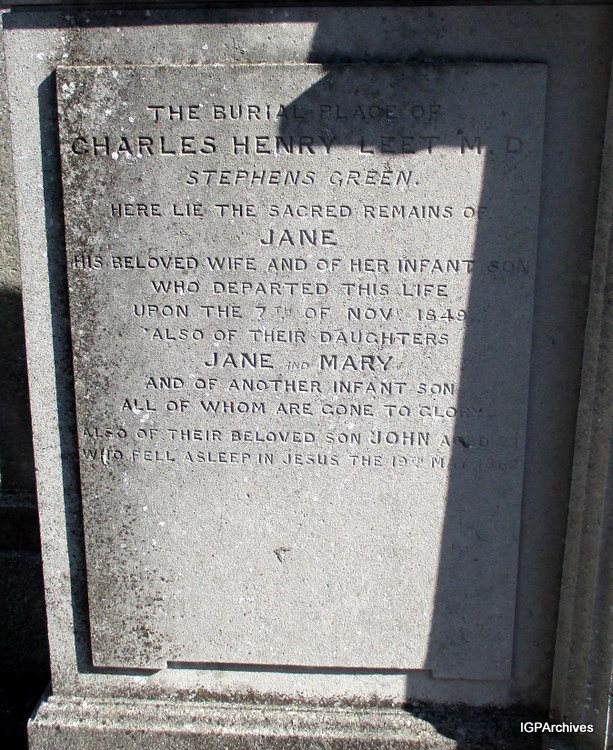 THE BURIAL PLACE OF
CHARLES HENRY LEET M.D.
STEPHENS GREEN.
HERE LIE THE SACRED REMAINS OF
JANE
HIS BELOVED WIFE AND OF HER INFANT SON
WHO DEPARTED THIS LIFE
UPON THE 7TH OF NOVR 1849
ALSO OF THEIR DAUGHTERS
JANE AND MARY
AND OF ANOTHER INFANT SON
ALL OF WHOM ARE GONE TO GLORY
ALSO OF THEIR BELOVED SON JOHN AGED
WHO FELL ASLEEP IN JESUS THE 19TH MAY
IGPArchives